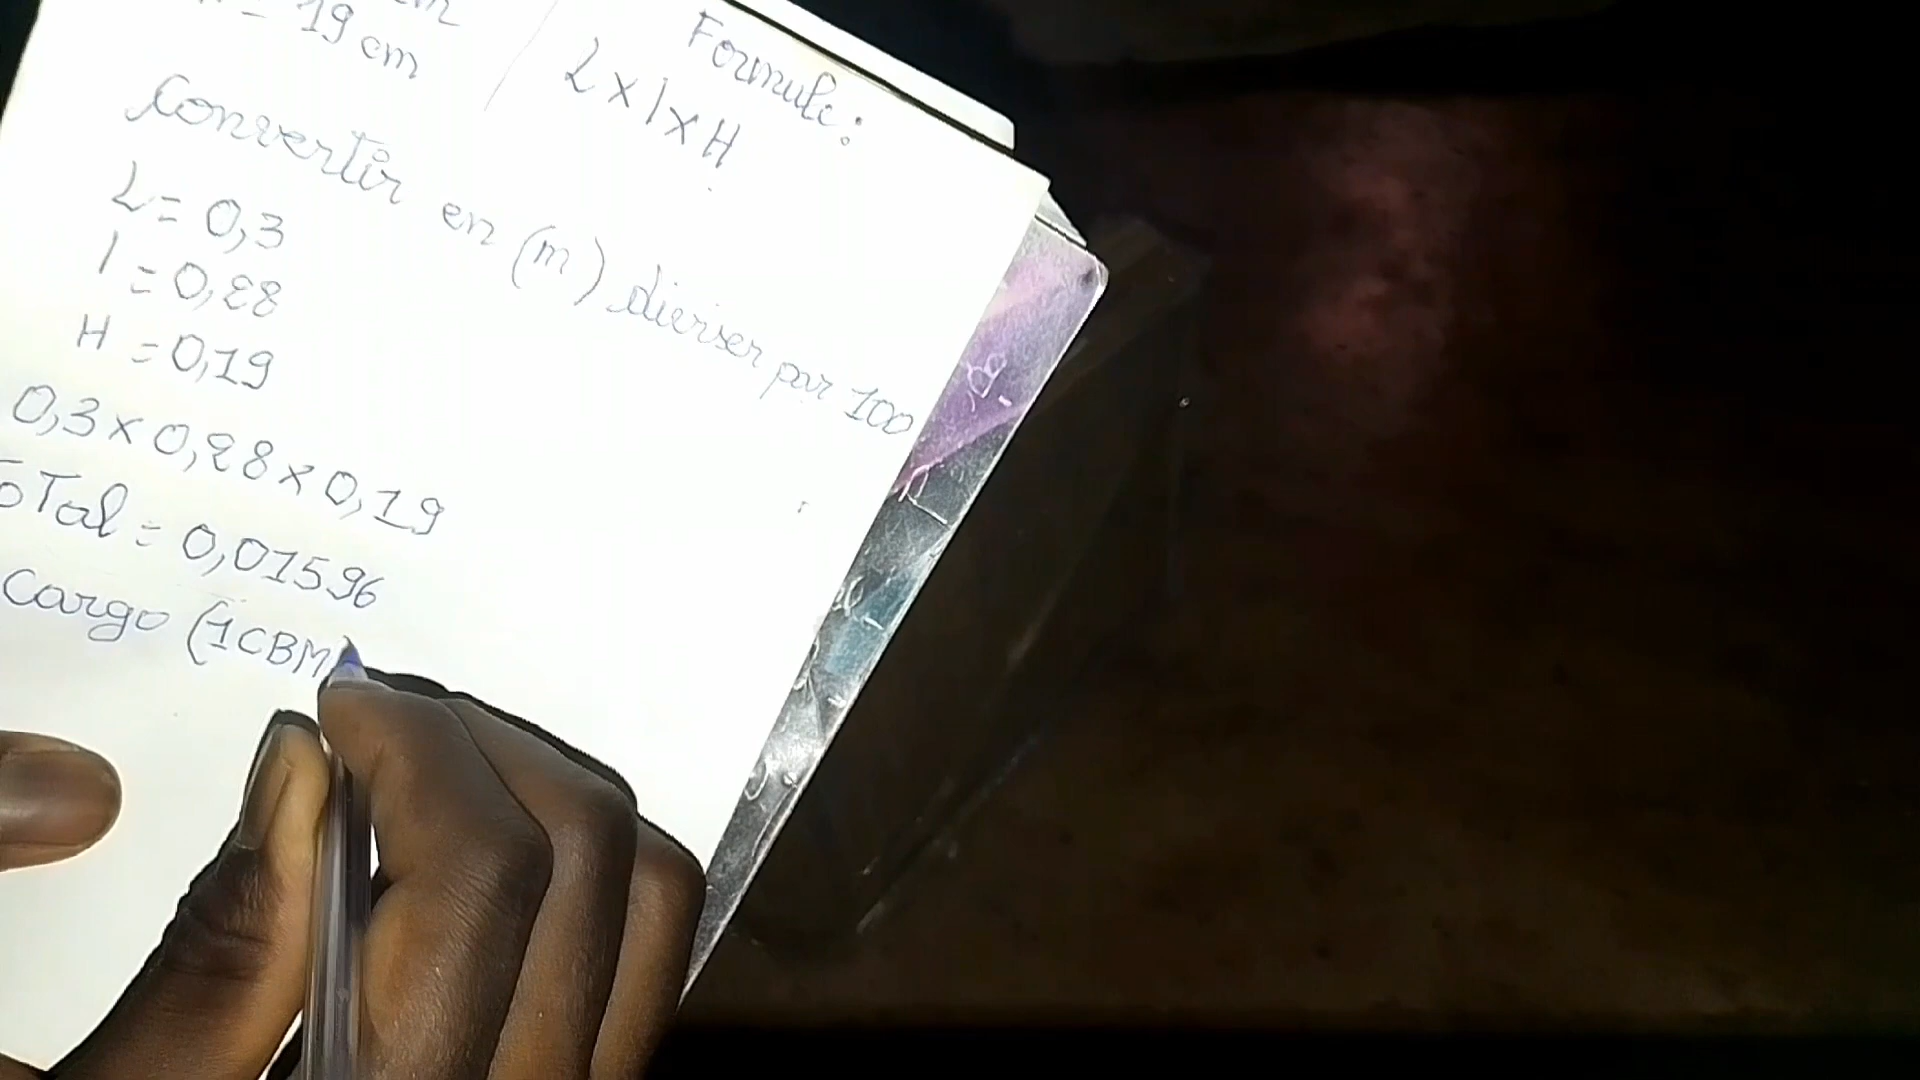 19 cm
Formule:
L x l x H
Convertir en (m) diviser par 100
L = 0,3
l = 0,28
H = 0,19
0,3 x 0,28 x 0,19
Total = 0,01596
Cargo (1CBM)